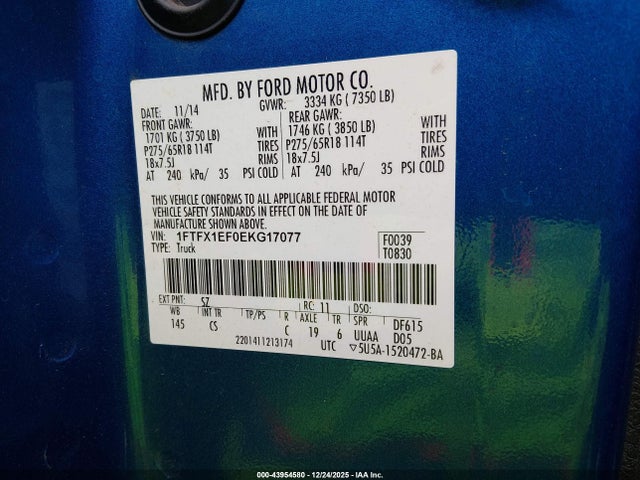 MFD. BY FORD MOTOR CO.
DATE: 11/14 GVWR: 3334 KG ( 7350 LB)
FRONT GAWR: REAR GAWR:
1701 KG ( 3750 LB) WITH 1746 KG ( 3850 LB) WITH
P275/65R18 114T TIRES P275/65R18 114T TIRES
18x7.5J RIMS 18x7.5J RIMS
AT 240 kPa/ 35 PSI COLD AT 240 kPa/ 35 PSI COLD
THIS VEHICLE CONFORMS TO ALL APPLICABLE FEDERAL MOTOR
VEHICLE SAFETY STANDARDS IN EFFECT ON THE DATE OF
MANUFACTURE SHOWN ABOVE.
VIN: 1FTFX1EF0EKG17077 F0039
TYPE: Truck T0830
EXT PNT: SZ RC: 11 DSO:
WB INT TR TP/PS R AXLE TR SPR DF615
145 CS C 19 6 UUAA D05
2201411213174 UTC ▽5U5A-1520472-BA
000-43954580 - 12/24/2025 - IAA Inc.